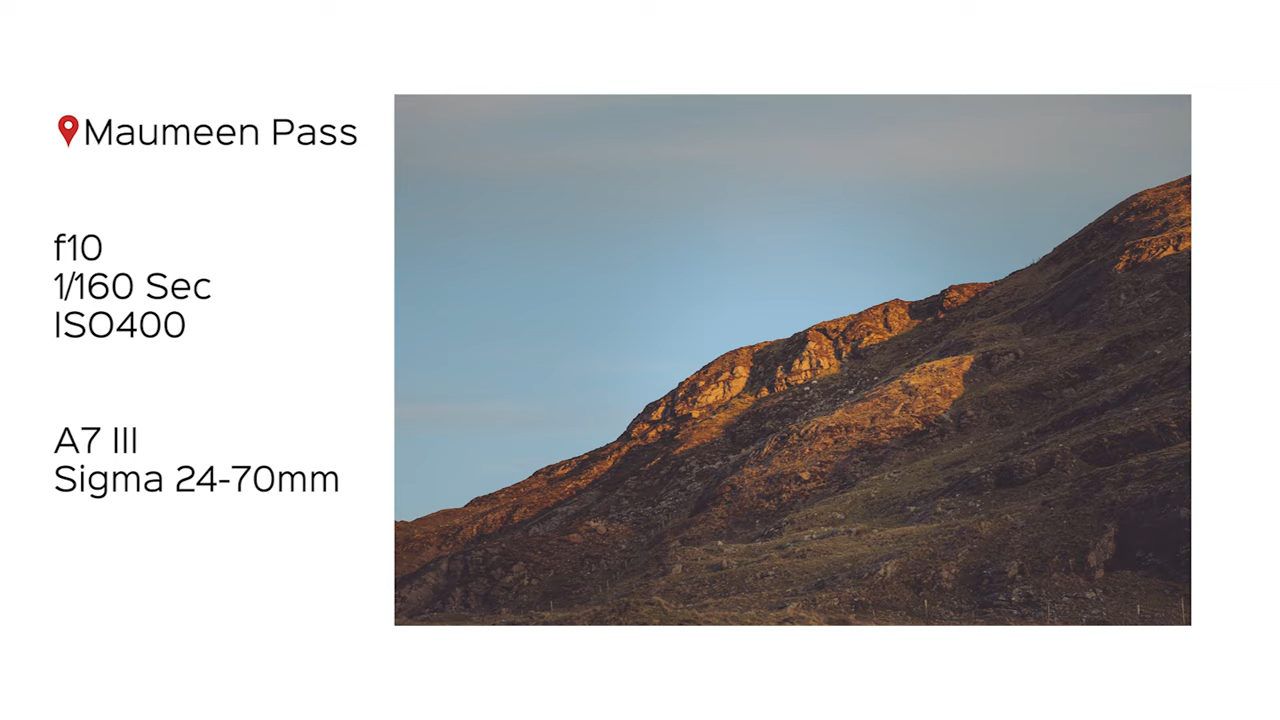 Maumeen Pass
f10
1/160 Sec
ISO400
A7 III
Sigma 24-70mm